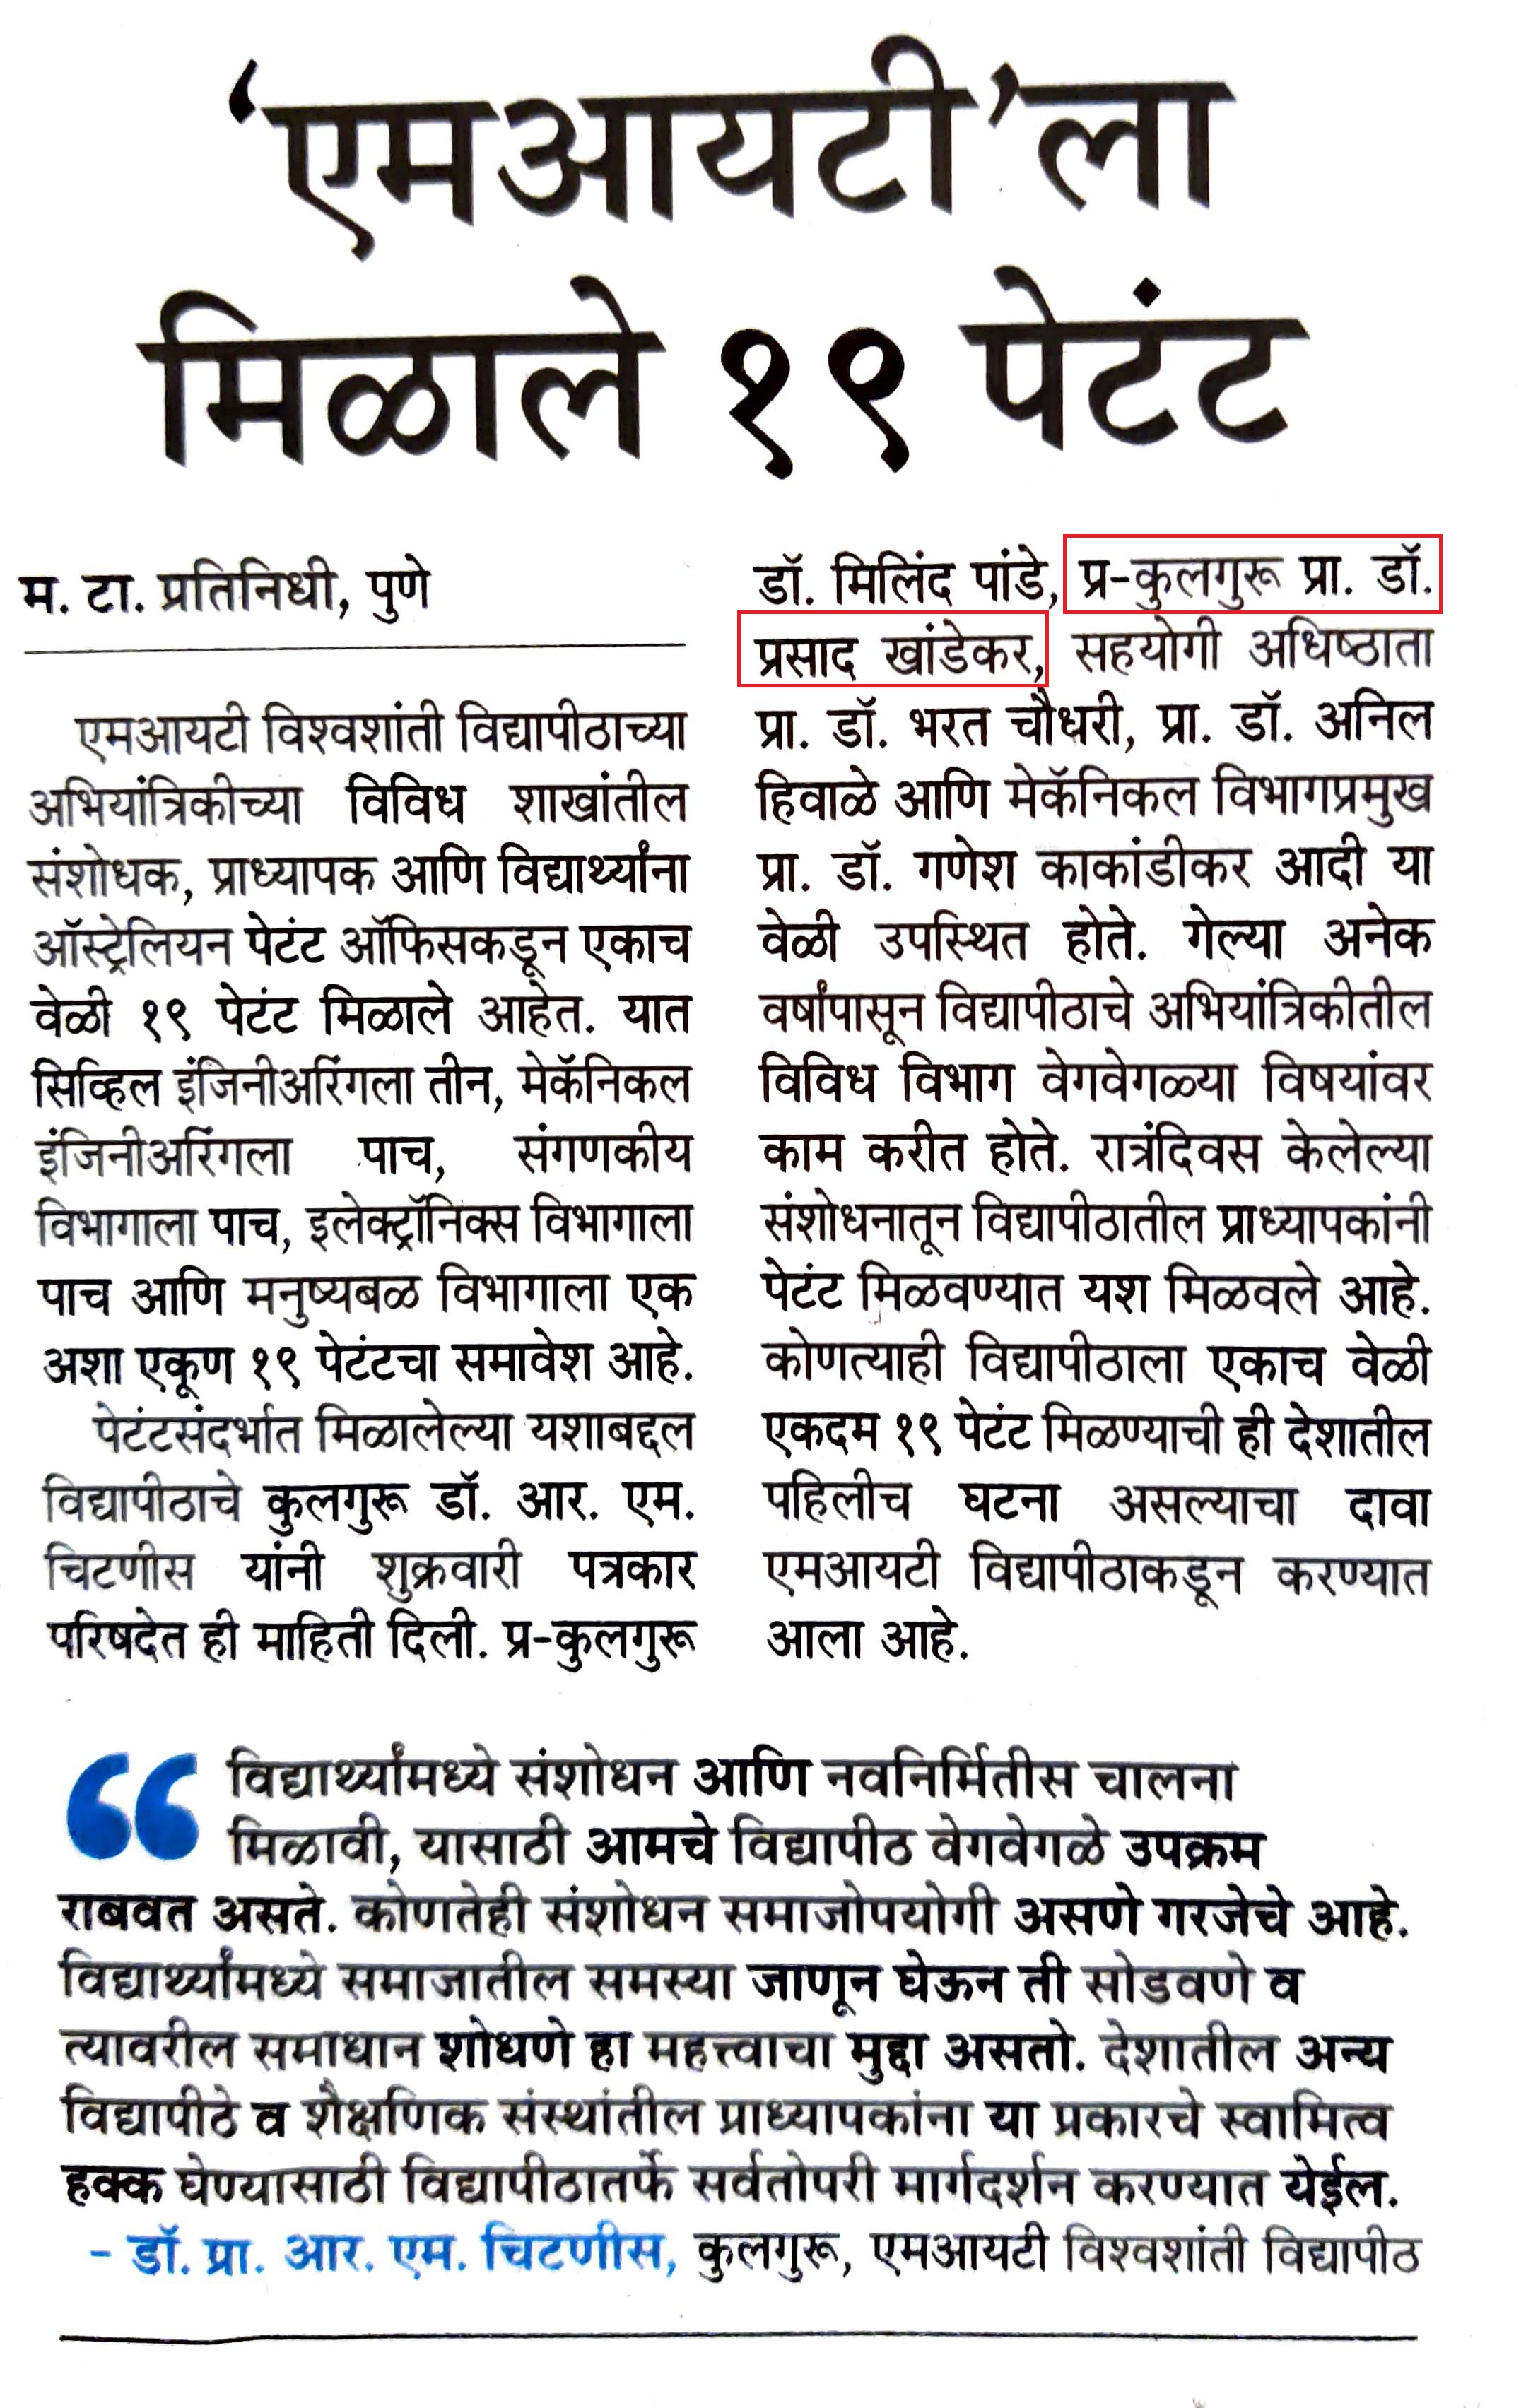 ‘एमआयटी’ला
मिळाले १९ पेटंट
म. टा. प्रतिनिधी, पुणे
एमआयटी विश्वशांती विद्यापीठाच्या
अभियांत्रिकीच्या विविध शाखांतील
संशोधक, प्राध्यापक आणि विद्यार्थ्यांना
ऑस्ट्रेलियन पेटंट ऑफिसकडून एकाच
वेळी १९ पेटंट मिळाले आहेत. यात
सिव्हिल इंजिनीअरिंगला तीन, मेकॅनिकल
इंजिनीअरिंगला पाच, संगणकीय
विभागाला पाच, इलेक्ट्रॉनिक्स विभागाला
पाच आणि मनुष्यबळ विभागाला एक
अशा एकूण १९ पेटंटचा समावेश आहे.
पेटंटसंदर्भात मिळालेल्या यशाबद्दल
विद्यापीठाचे कुलगुरू डॉ. आर. एम.
चिटणीस यांनी शुक्रवारी पत्रकार
परिषदेत ही माहिती दिली. प्र-कुलगुरू
डॉ. मिलिंद पांडे, प्र-कुलगुरू प्रा. डॉ.
प्रसाद खांडेकर, सहयोगी अधिष्ठाता
प्रा. डॉ. भरत चौधरी, प्रा. डॉ. अनिल
हिवाळे आणि मेकॅनिकल विभागप्रमुख
प्रा. डॉ. गणेश काकांडीकर आदी या
वेळी उपस्थित होते. गेल्या अनेक
वर्षांपासून विद्यापीठाचे अभियांत्रिकीतील
विविध विभाग वेगवेगळ्या विषयांवर
काम करीत होते. रात्रंदिवस केलेल्या
संशोधनातून विद्यापीठातील प्राध्यापकांनी
पेटंट मिळवण्यात यश मिळवले आहे.
कोणत्याही विद्यापीठाला एकाच वेळी
एकदम १९ पेटंट मिळण्याची ही देशातील
पहिलीच घटना असल्याचा दावा
एमआयटी विद्यापीठाकडून करण्यात
आला आहे.
“ विद्यार्थ्यांमध्ये संशोधन आणि नवनिर्मितीस चालना
मिळावी, यासाठी आमचे विद्यापीठ वेगवेगळे उपक्रम
राबवत असते. कोणतेही संशोधन समाजोपयोगी असणे गरजेचे आहे.
विद्यार्थ्यांमध्ये समाजातील समस्या जाणून घेऊन ती सोडवणे व
त्यावरील समाधान शोधणे हा महत्त्वाचा मुद्दा असतो. देशातील अन्य
विद्यापीठे व शैक्षणिक संस्थांतील प्राध्यापकांना या प्रकारचे स्वामित्व
हक्क घेण्यासाठी विद्यापीठातर्फे सर्वतोपरी मार्गदर्शन करण्यात येईल.
- डॉ. प्रा. आर. एम. चिटणीस, कुलगुरू, एमआयटी विश्वशांती विद्यापीठ